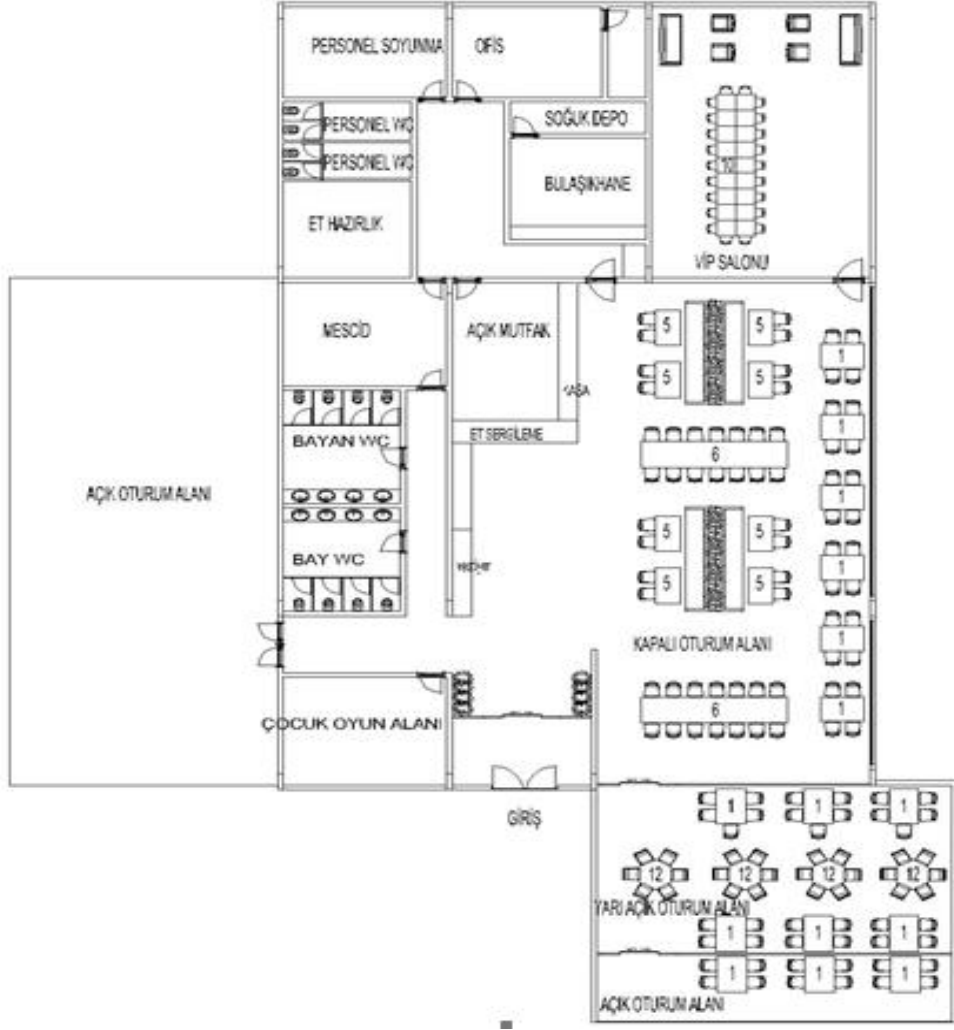 PERSONEL SOYUNMA
OFİS
PERSONEL WC
SOĞUK DEPO
PERSONEL WC
BULAŞIKHANE
10
ET HAZIRLIK
VİP SALONU
MESCİD
AÇIK MUTFAK
5
5
1
KASA
5
5
ET SERGİLEME
1
BAYAN WC
6
AÇIK OTURUM ALANI
1
5
5
BAY WC
1
5
5
KAPALI OTURUM ALANI
1
ÇOCUK OYUN ALANI
6
1
GİRİŞ
1
1
1
12
12
12
12
YARI AÇIK OTURUM ALANI
1
1
1
1
1
1
AÇIK OTURUM ALANI